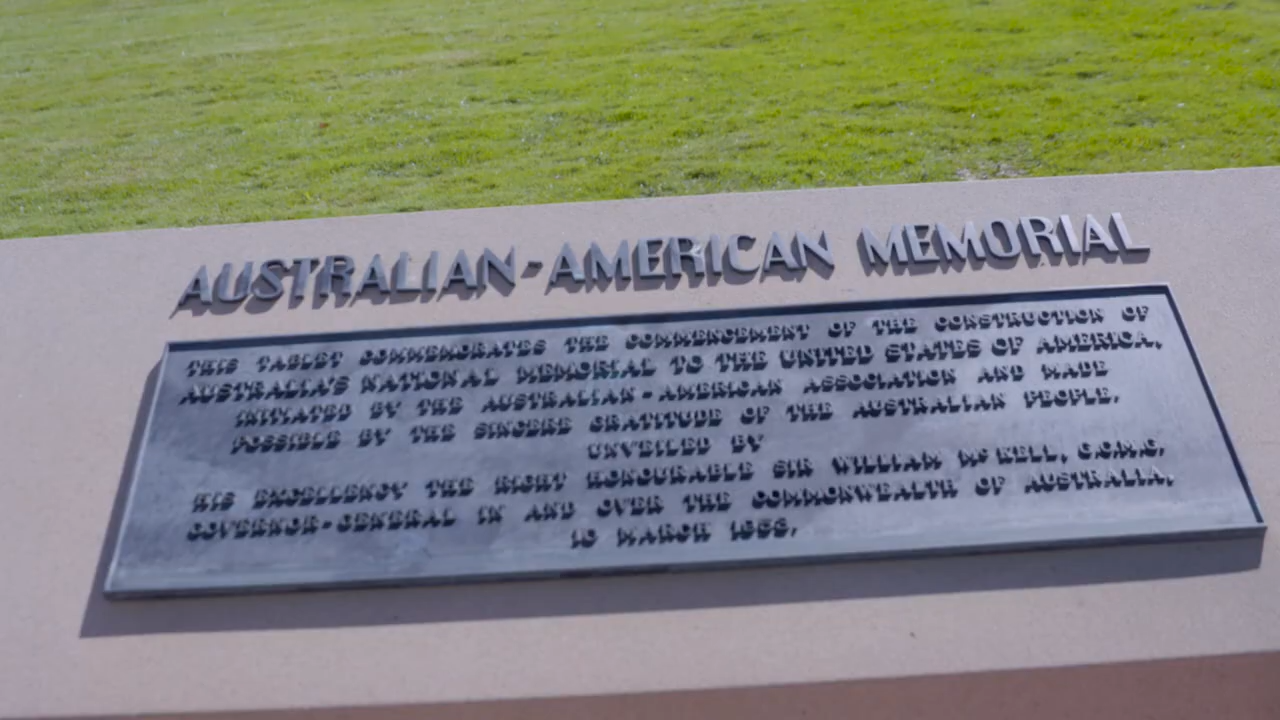 AUSTRALIAN-AMERICAN MEMORIAL
THIS TABLET COMMEMORATES THE COMMENCEMENT OF THE CONSTRUCTION OF
AUSTRALIA'S NATIONAL MEMORIAL TO THE UNITED STATES OF AMERICA,
INITIATED BY THE AUSTRALIAN-AMERICAN ASSOCIATION AND MADE
POSSIBLE BY THE SINCERE GRATITUDE OF THE AUSTRALIAN PEOPLE.
UNVEILED BY
HIS EXCELLENCY THE RIGHT HONOURABLE SIR WILLIAM McKELL, G.C.M.G.
GOVERNOR-GENERAL IN AND OVER THE COMMONWEALTH OF AUSTRALIA,
MARCH